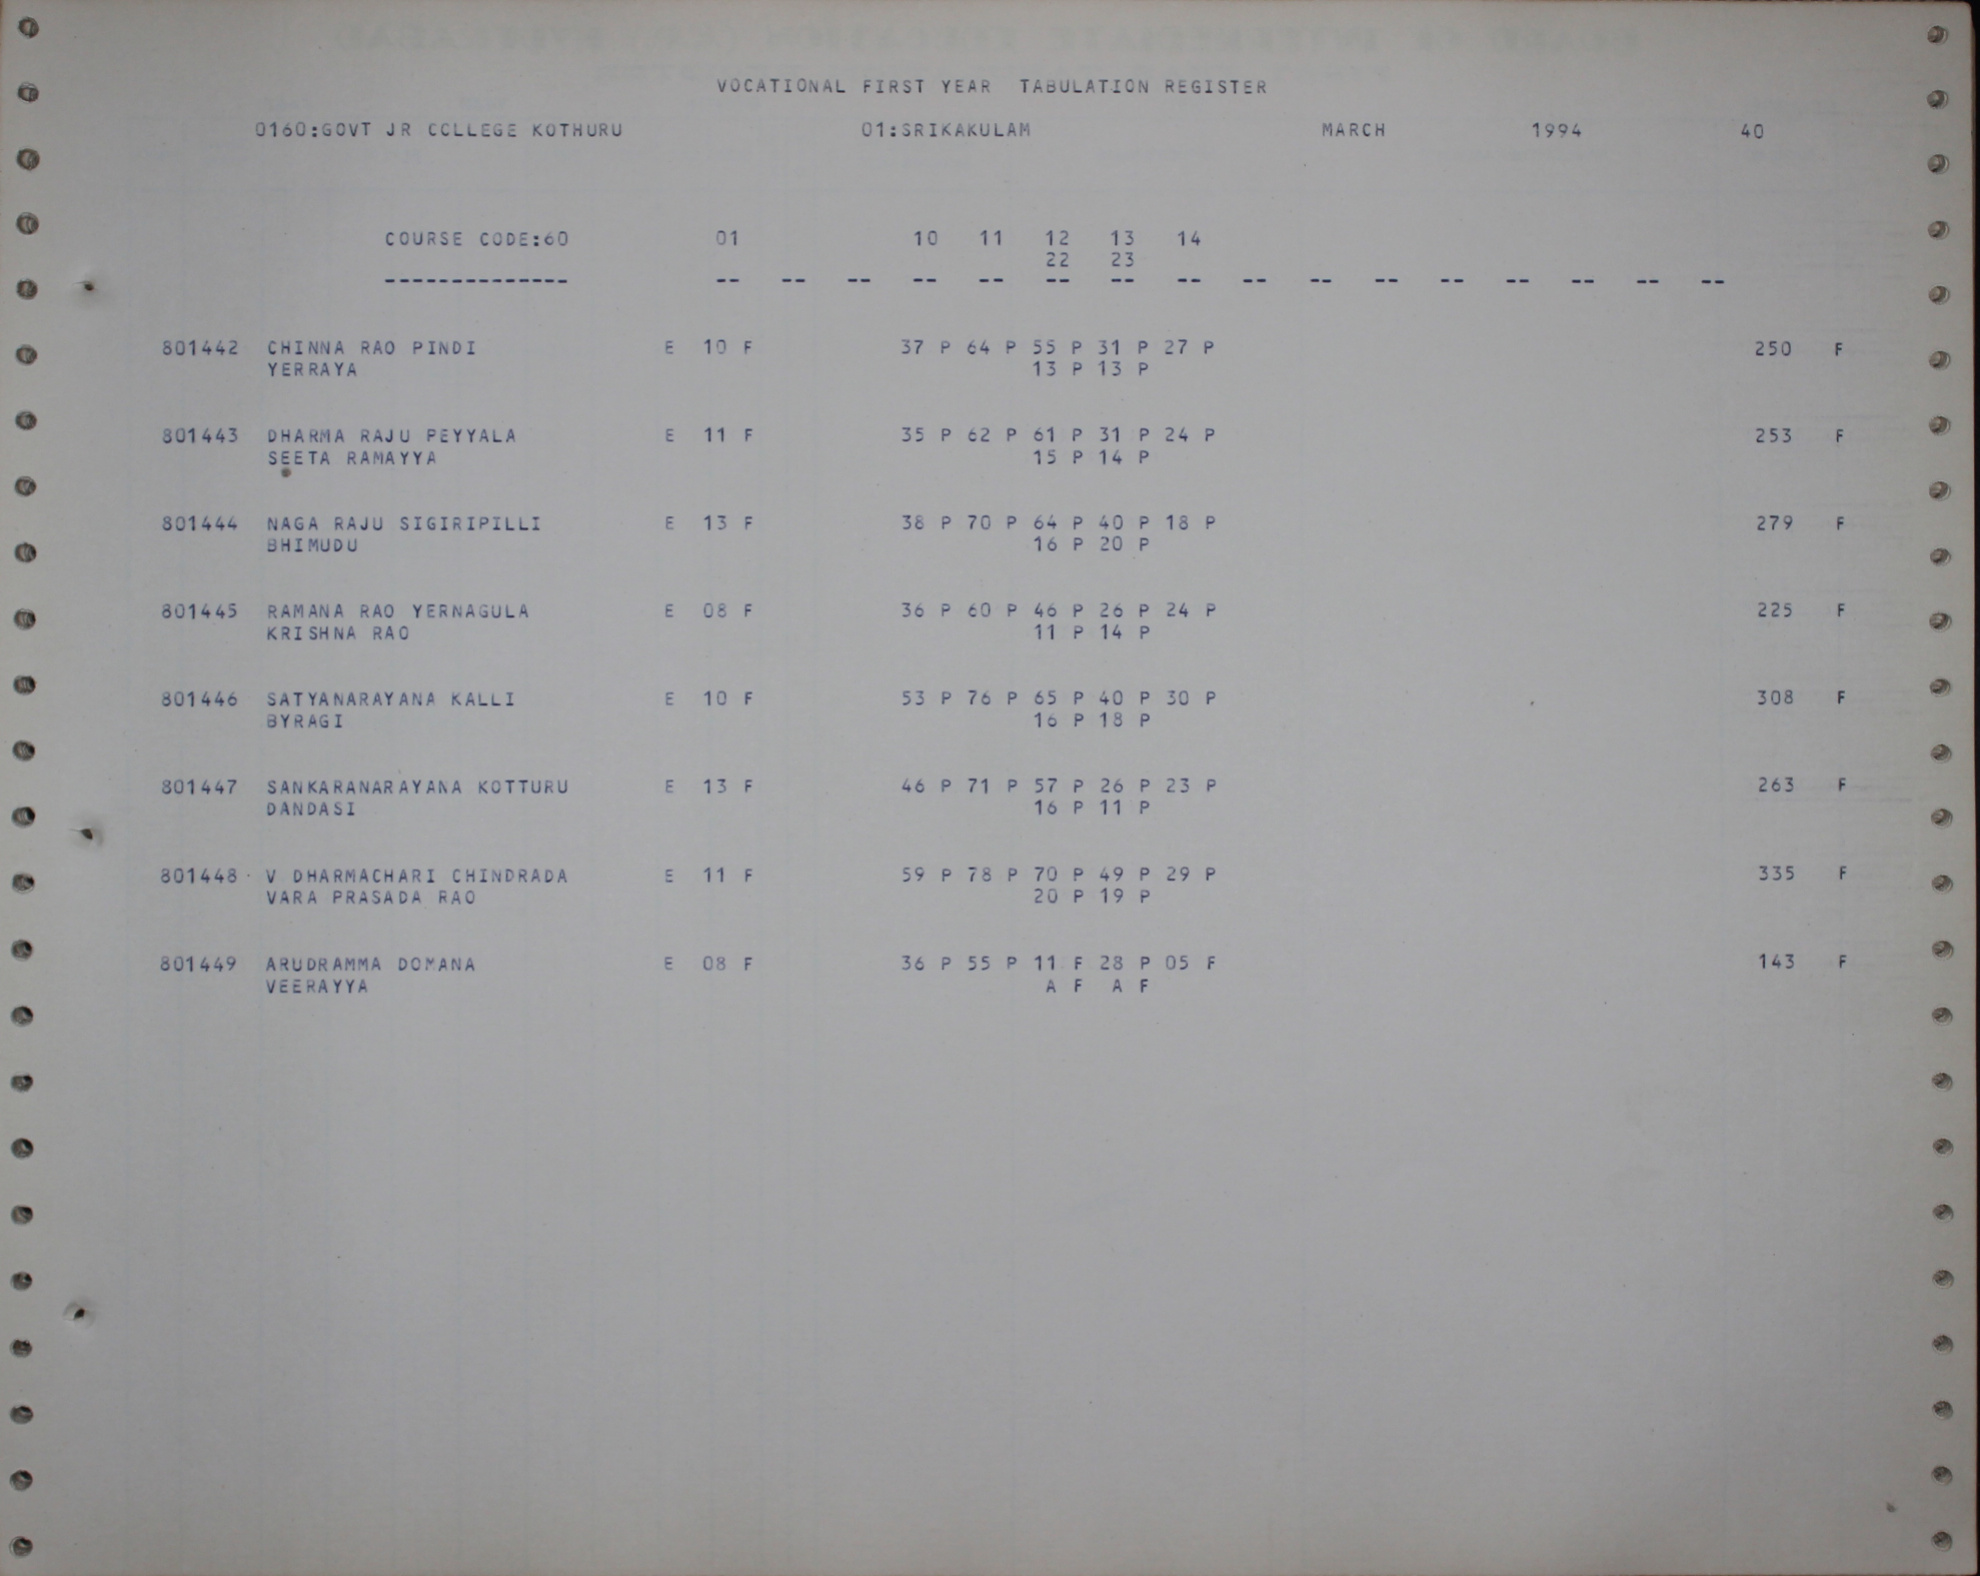 VOCATIONAL FIRST YEAR TABULATION REGISTER
0160:GOVT JR CCLLEGE KOTHURU 01:SRIKAKULAM MARCH 1994 40
COURSE CODE:60 01 10 11 12 13 14
22 23
-------------- -- -- -- -- -- -- -- -- -- -- -- -- -- -- -- --
801442 CHINNA RAO PINDI E 10 F 37 P 64 P 55 P 31 P 27 P 250 F
YERRAYA 13 P 13 P
801443 DHARMA RAJU PEYYALA E 11 F 35 P 62 P 61 P 31 P 24 P 253 F
SEETA RAMAYYA 15 P 14 P
801444 NAGA RAJU SIGIRIPILLI E 13 F 38 P 70 P 64 P 40 P 18 P 279 F
BHIMUDU 16 P 20 P
801445 RAMANA RAO YERNAGULA E 08 F 36 P 60 P 46 P 26 P 24 P 225 F
KRISHNA RAO 11 P 14 P
801446 SATYANARAYANA KALLI E 10 F 53 P 76 P 65 P 40 P 30 P 308 F
BYRAGI 16 P 18 P
801447 SANKARANARAYANA KOTTURU E 13 F 46 P 71 P 57 P 26 P 23 P 263 F
DANDASI 16 P 11 P
801448 V DHARMACHARI CHINDRADA E 11 F 59 P 78 P 70 P 49 P 29 P 335 F
VARA PRASADA RAO 20 P 19 P
801449 ARUDRAMMA DOMANA E 08 F 36 P 55 P 11 F 28 P 05 F 143 F
VEERAYYA A F A F